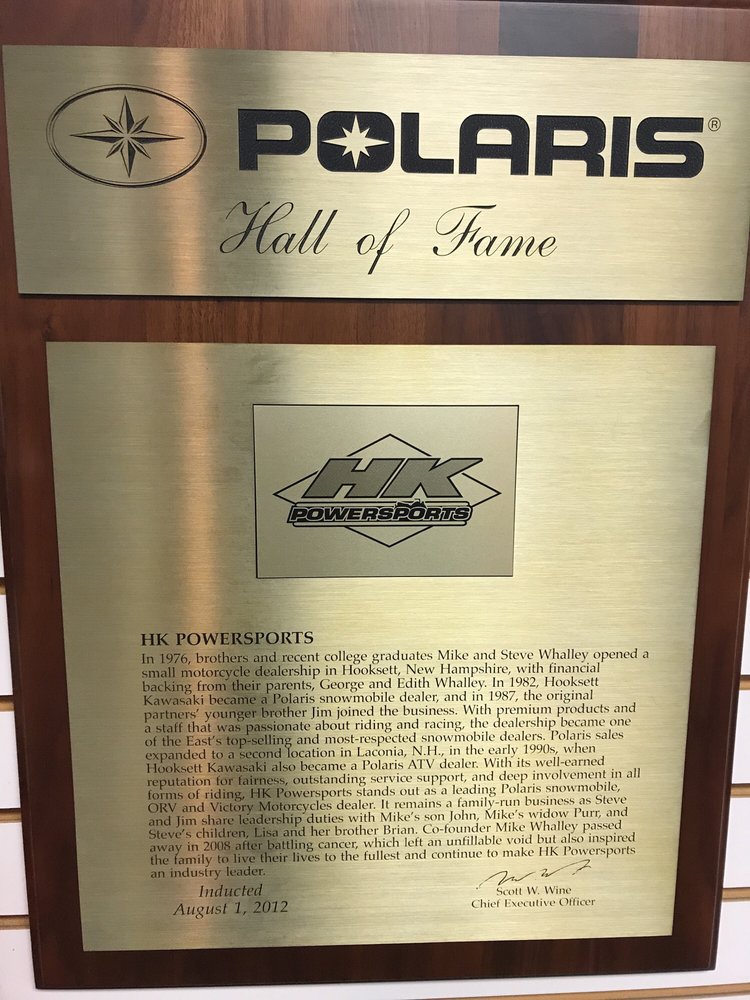 POLARIS®
Hall of Fame
HK
POWERSPORTS
HK POWERSPORTS
In 1976, brothers and recent college graduates Mike and Steve Whalley opened a
small motorcycle dealership in Hooksett, New Hampshire, with financial
backing from their parents, George and Edith Whalley. In 1982, Hooksett
Kawasaki became a Polaris snowmobile dealer, and in 1987, the original
partners' younger brother Jim joined the business. With premium products and
a staff that was passionate about riding and racing, the dealership became one
of the East's top-selling and most-respected snowmobile dealers. Polaris sales
expanded to a second location in Laconia, N.H., in the early 1990s, when
Hooksett Kawasaki also became a Polaris ATV dealer. With its well-earned
reputation for fairness, outstanding service support, and deep involvement in all
forms of riding, HK Powersports stands out as a leading Polaris snowmobile,
ORV and Victory Motorcycles dealer. It remains a family-run business as Steve
and Jim share leadership duties with Mike's son John, Mike's widow Purr, and
Steve's children, Lisa and her brother Brian. Co-founder Mike Whalley passed
away in 2008 after battling cancer, which left an unfillable void but also inspired
the family to live their lives to the fullest and continue to make HK Powersports
an industry leader.
Inducted
August 1, 2012
Scott W. Wine
Chief Executive Officer